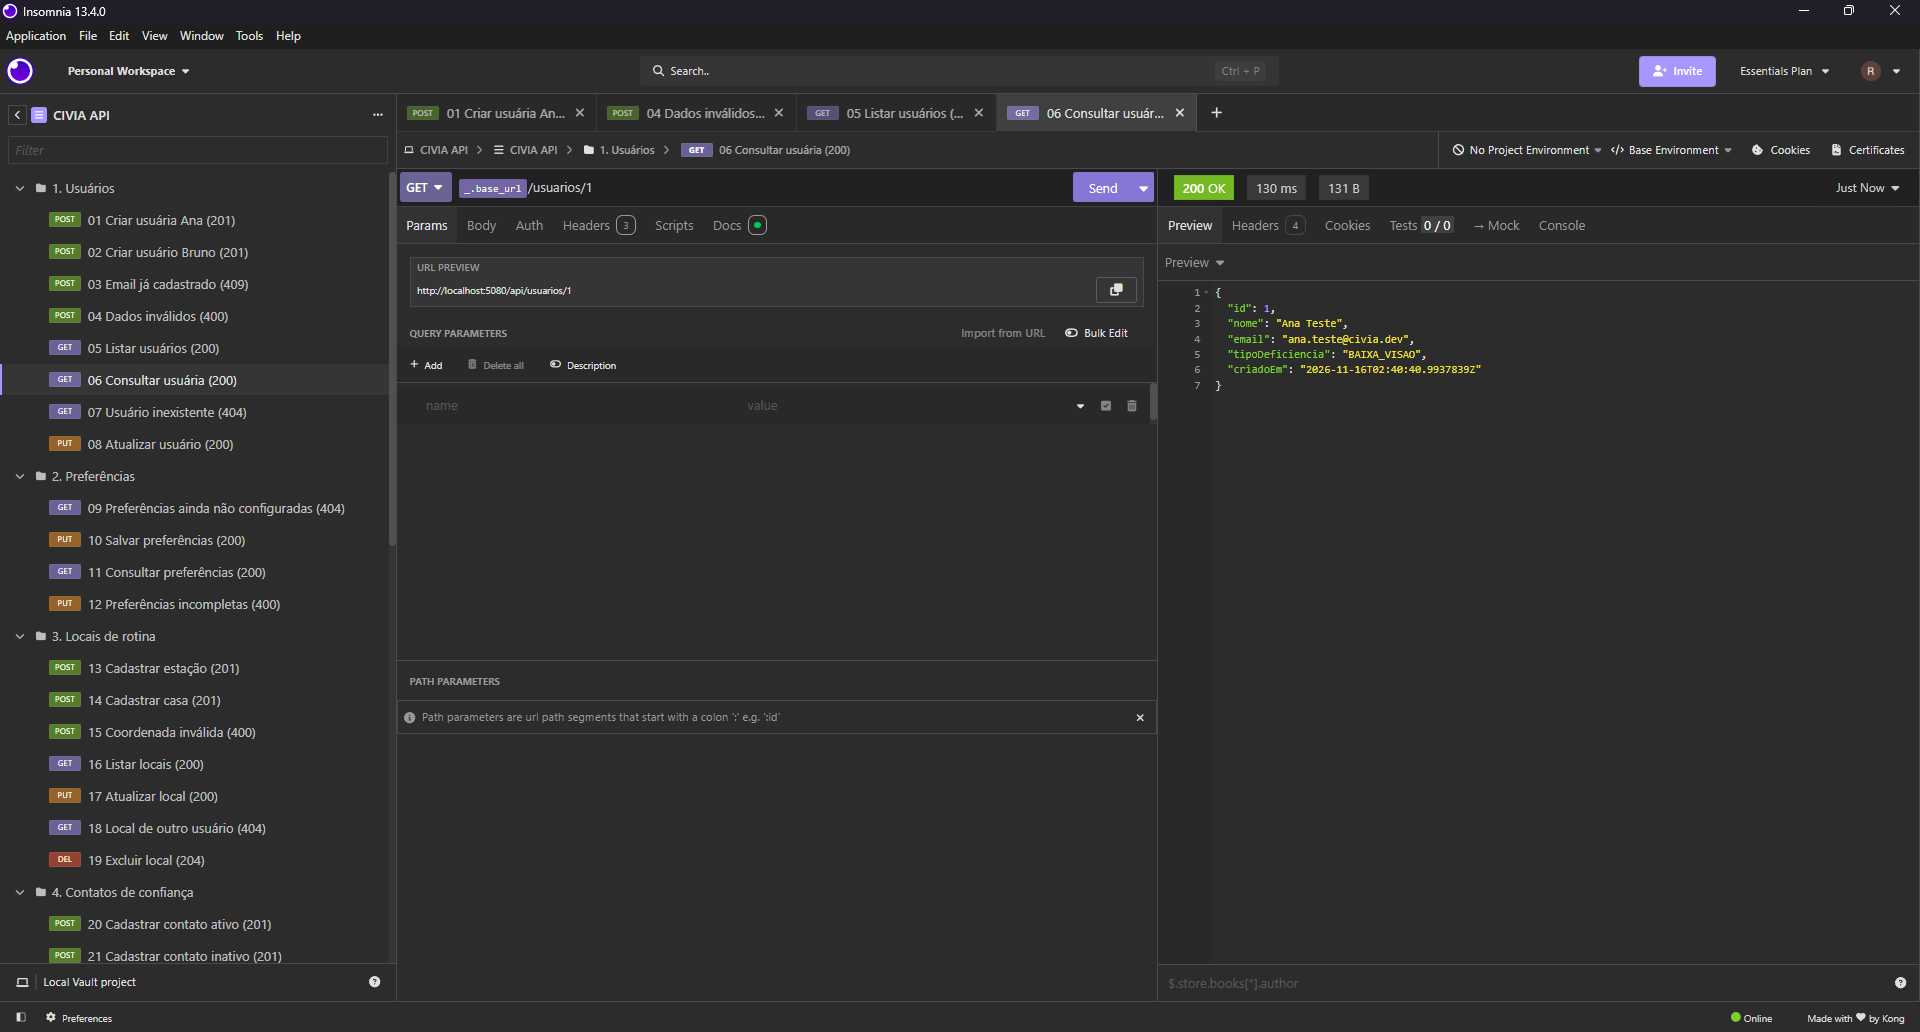 Insomnia 13.4.0
Application File Edit View Window Tools Help
Personal Workspace
Search..
Ctrl + P
Invite
Essentials Plan
R
CIVIA API
Filter
1. Usuários
POST 01 Criar usuária Ana (201)
POST 02 Criar usuário Bruno (201)
POST 03 Email já cadastrado (409)
POST 04 Dados inválidos (400)
GET 05 Listar usuários (200)
GET 06 Consultar usuária (200)
GET 07 Usuário inexistente (404)
PUT 08 Atualizar usuário (200)
2. Preferências
GET 09 Preferências ainda não configuradas (404)
PUT 10 Salvar preferências (200)
GET 11 Consultar preferências (200)
PUT 12 Preferências incompletas (400)
3. Locais de rotina
POST 13 Cadastrar estação (201)
POST 14 Cadastrar casa (201)
POST 15 Coordenada inválida (400)
GET 16 Listar locais (200)
PUT 17 Atualizar local (200)
GET 18 Local de outro usuário (404)
DEL 19 Excluir local (204)
4. Contatos de confiança
POST 20 Cadastrar contato ativo (201)
POST 21 Cadastrar contato inativo (201)
Local Vault project
POST 01 Criar usuária An...
POST 04 Dados inválidos...
GET 05 Listar usuários (...
GET 06 Consultar usuár...
CIVIA API > CIVIA API > 1. Usuários > GET 06 Consultar usuária (200)
No Project Environment
</> Base Environment
Cookies
Certificates
GET _.base_url/usuarios/1
Send
Params Body Auth Headers 3 Scripts Docs
URL PREVIEW
http://localhost:5080/api/usuarios/1
QUERY PARAMETERS
Import from URL
Bulk Edit
+ Add
Delete all
Description
name
value
PATH PARAMETERS
Path parameters are url path segments that start with a colon ':' e.g. ':id'
200 OK
130 ms
131 B
Just Now
Preview Headers 4 Cookies Tests 0 / 0 → Mock Console
Preview
1 {
2 "id": 1,
3 "nome": "Ana Teste",
4 "email": "ana.teste@civia.dev",
5 "tipoDeficiencia": "BAIXA_VISAO",
6 "criadoEm": "2026-11-16T02:40:40.9937839Z"
7 }
$.store.books[*].author
Preferences
Online
Made with ♥ by Kong